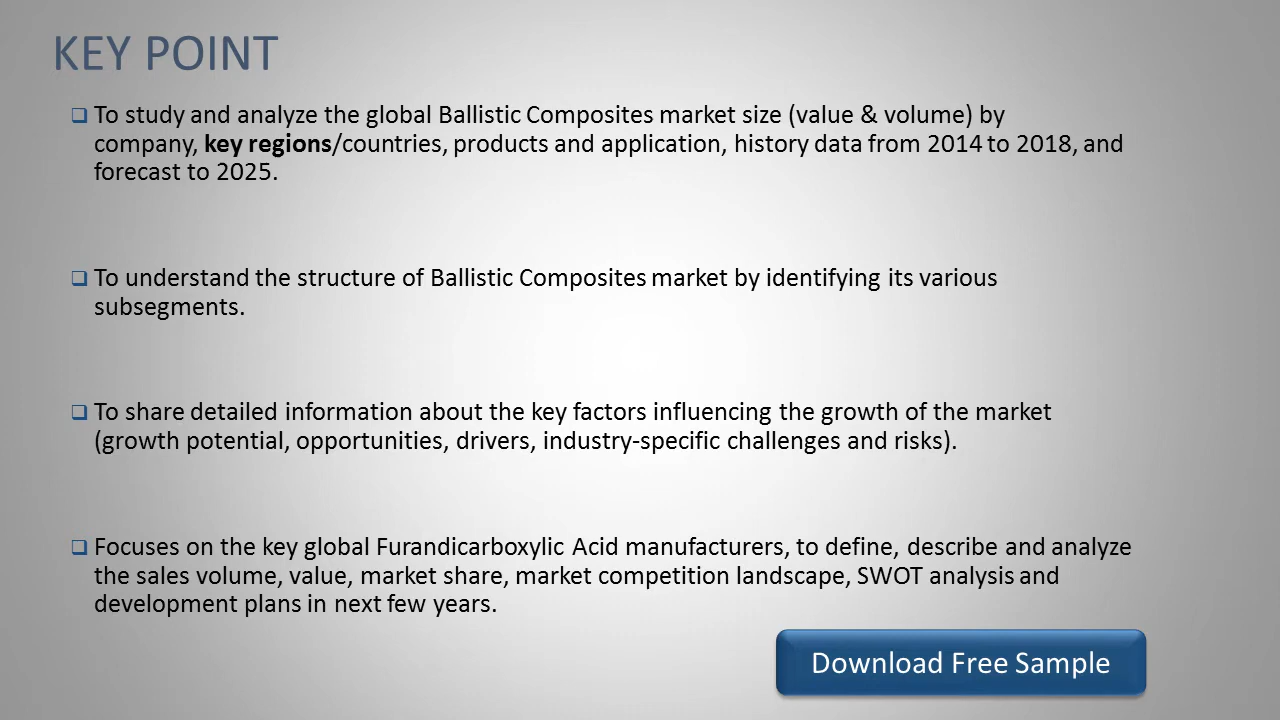 KEY POINT
To study and analyze the global Ballistic Composites market size (value & volume) by
company, key regions/countries, products and application, history data from 2014 to 2018, and
forecast to 2025.
To understand the structure of Ballistic Composites market by identifying its various
subsegments.
To share detailed information about the key factors influencing the growth of the market
(growth potential, opportunities, drivers, industry-specific challenges and risks).
Focuses on the key global Furandicarboxylic Acid manufacturers, to define, describe and analyze
the sales volume, value, market share, market competition landscape, SWOT analysis and
development plans in next few years.
Download Free Sample